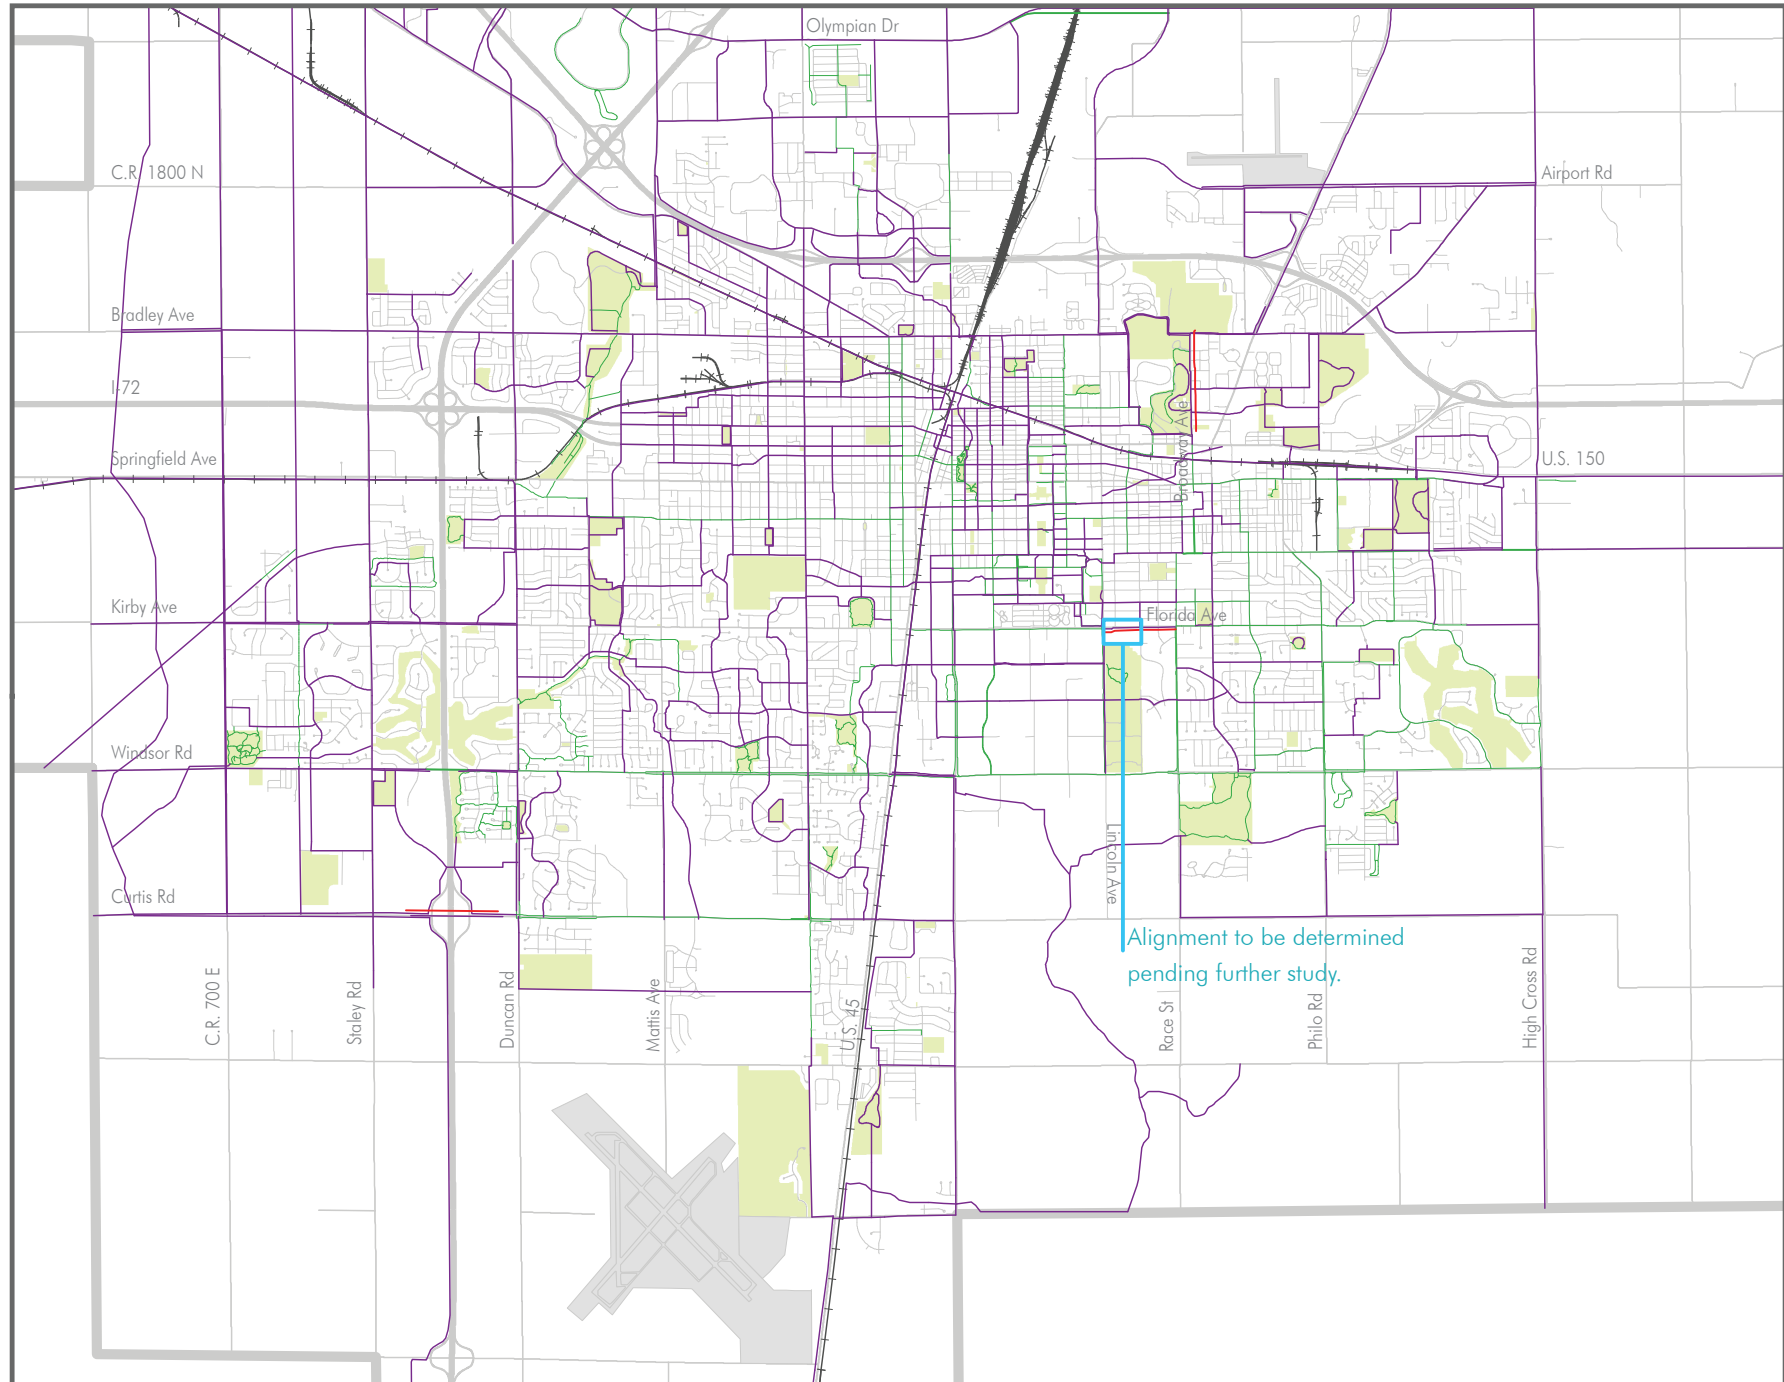 Olympian Dr
C.R. 1800 N
Airport Rd
Bradley Ave
I-72
Broadway Ave
Springfield Ave
U.S. 150
Kirby Ave
Florida Ave
Windsor Rd
Lincoln Ave
Curtis Rd
Alignment to be determined
pending further study.
C.R. 700 E
Staley Rd
Duncan Rd
Mattis Ave
U.S. 45
Race St
Philo Rd
High Cross Rd